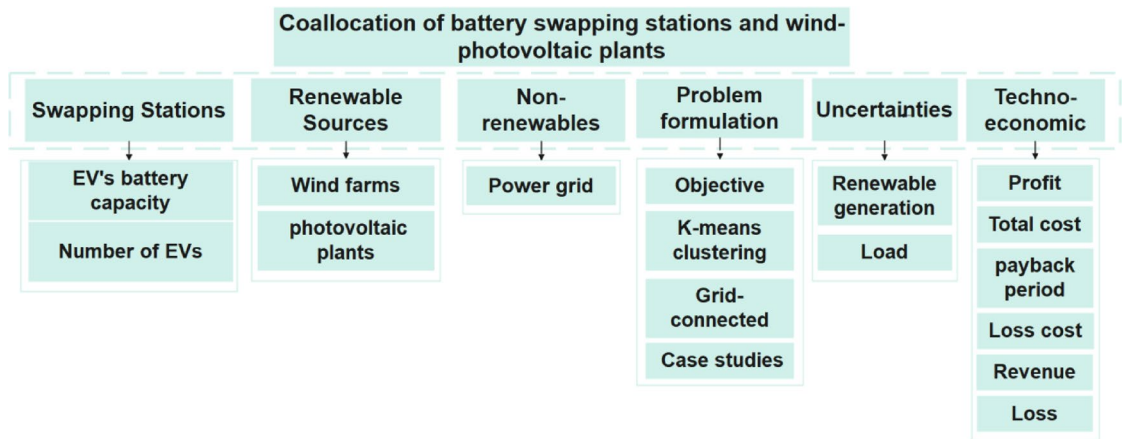 Coallocation of battery swapping stations and wind-
photovoltaic plants
Swapping Stations
Renewable
Sources
Non-
renewables
Problem
formulation
Uncertainties
Techno-
economic
EV's battery
capacity
Number of EVs
Wind farms
photovoltaic
plants
Power grid
Objective
K-means
clustering
Grid-
connected
Case studies
Renewable
generation
Load
Profit
Total cost
payback
period
Loss cost
Revenue
Loss